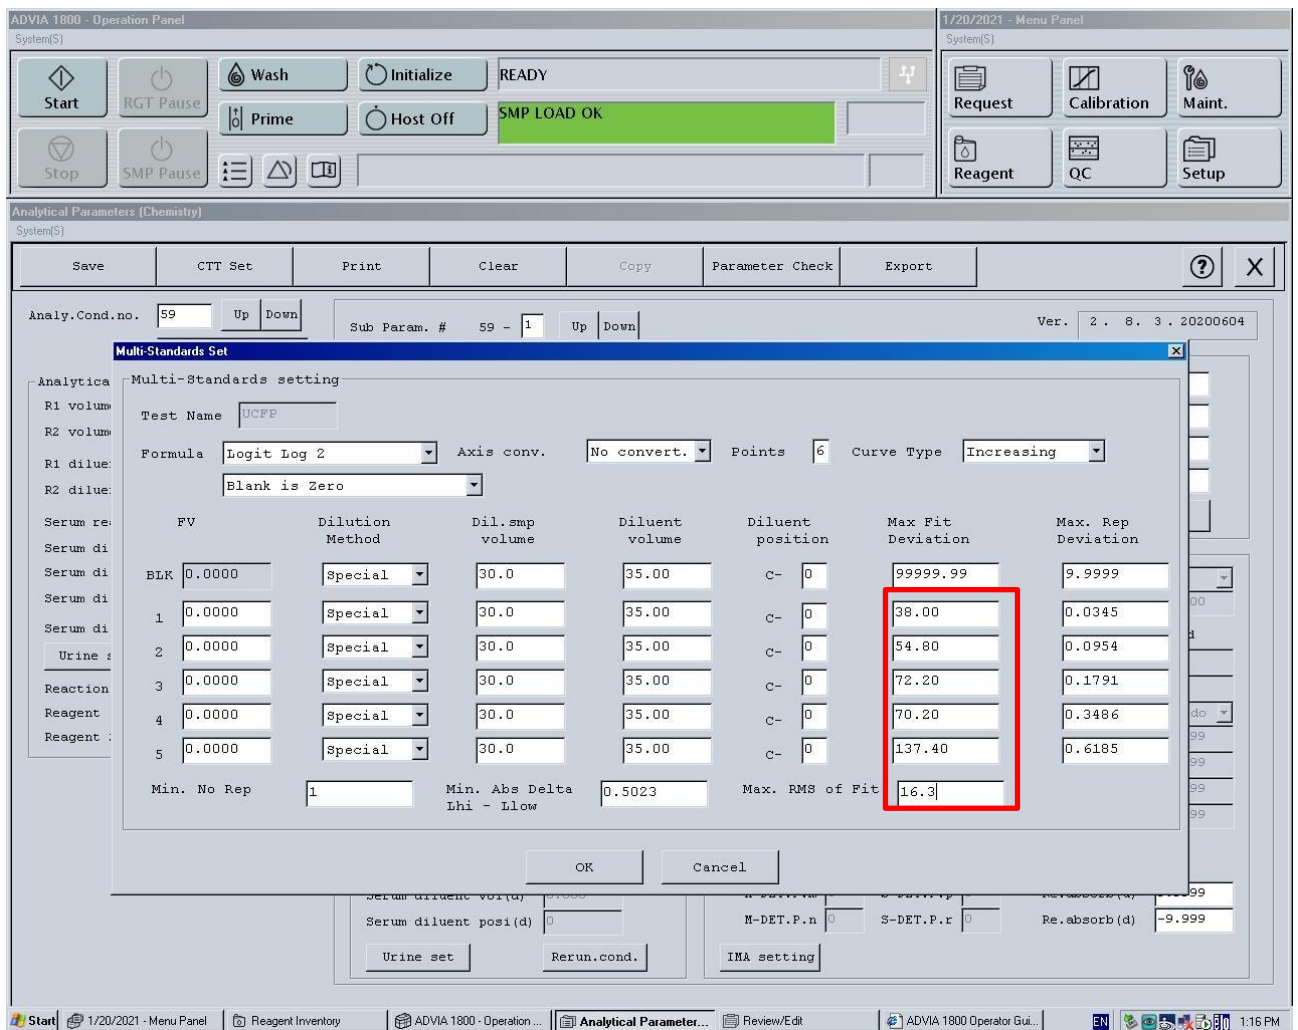 ADVIA 1800 - Operation Panel
System(S)
Start
RGT Pause
Wash
Initialize
READY
Prime
Host Off
SMP LOAD OK
Stop
SMP Pause
1/20/2021 - Menu Panel
System(S)
Request
Calibration
Maint.
Reagent
QC
Setup
Analytical Parameters (Chemistry)
System(S)
Save CTT Set Print Clear Copy Parameter Check Export ? X
Analy.Cond.no. 59 Up Down
Sub Param. # 59 - 1 Up Down
Ver. 2 . 8. 3 . 20200604
Multi-Standards Set
Multi-Standards setting
Test Name UCFP
Formula Logit Log 2 Axis conv. No convert. Points 6 Curve Type Increasing
Blank is Zero
FV Dilution Method Dil.smp volume Diluent volume Diluent position Max Fit Deviation Max. Rep Deviation
BLK 0.0000 Special 30.0 35.00 C- 0 99999.99 9.9999
1 0.0000 Special 30.0 35.00 C- 0 38.00 0.0345
2 0.0000 Special 30.0 35.00 C- 0 54.80 0.0954
3 0.0000 Special 30.0 35.00 C- 0 72.20 0.1791
4 0.0000 Special 30.0 35.00 C- 0 70.20 0.3486
5 0.0000 Special 30.0 35.00 C- 0 137.40 0.6185
Min. No Rep 1 Min. Abs Delta Lhi - Llow 0.5023 Max. RMS of Fit 16.3
OK Cancel
Analytica
R1 volum
R2 volum
R1 dilue
R2 dilue
Serum re
Serum di
Serum di
Serum di
Serum di
Urine s
Reaction
Reagent
Reagent
Serum diluent posi(d) 0
M-DET.P.n 0 S-DET.P.r 0 Re.absorb(d) -9.999
Urine set Rerun.cond. IMA setting
Start 1/20/2021 - Menu Panel Reagent Inventory ADVIA 1800 - Operation ... Analytical Parameter... Review/Edit ADVIA 1800 Operator Gui... EN 1:16 PM